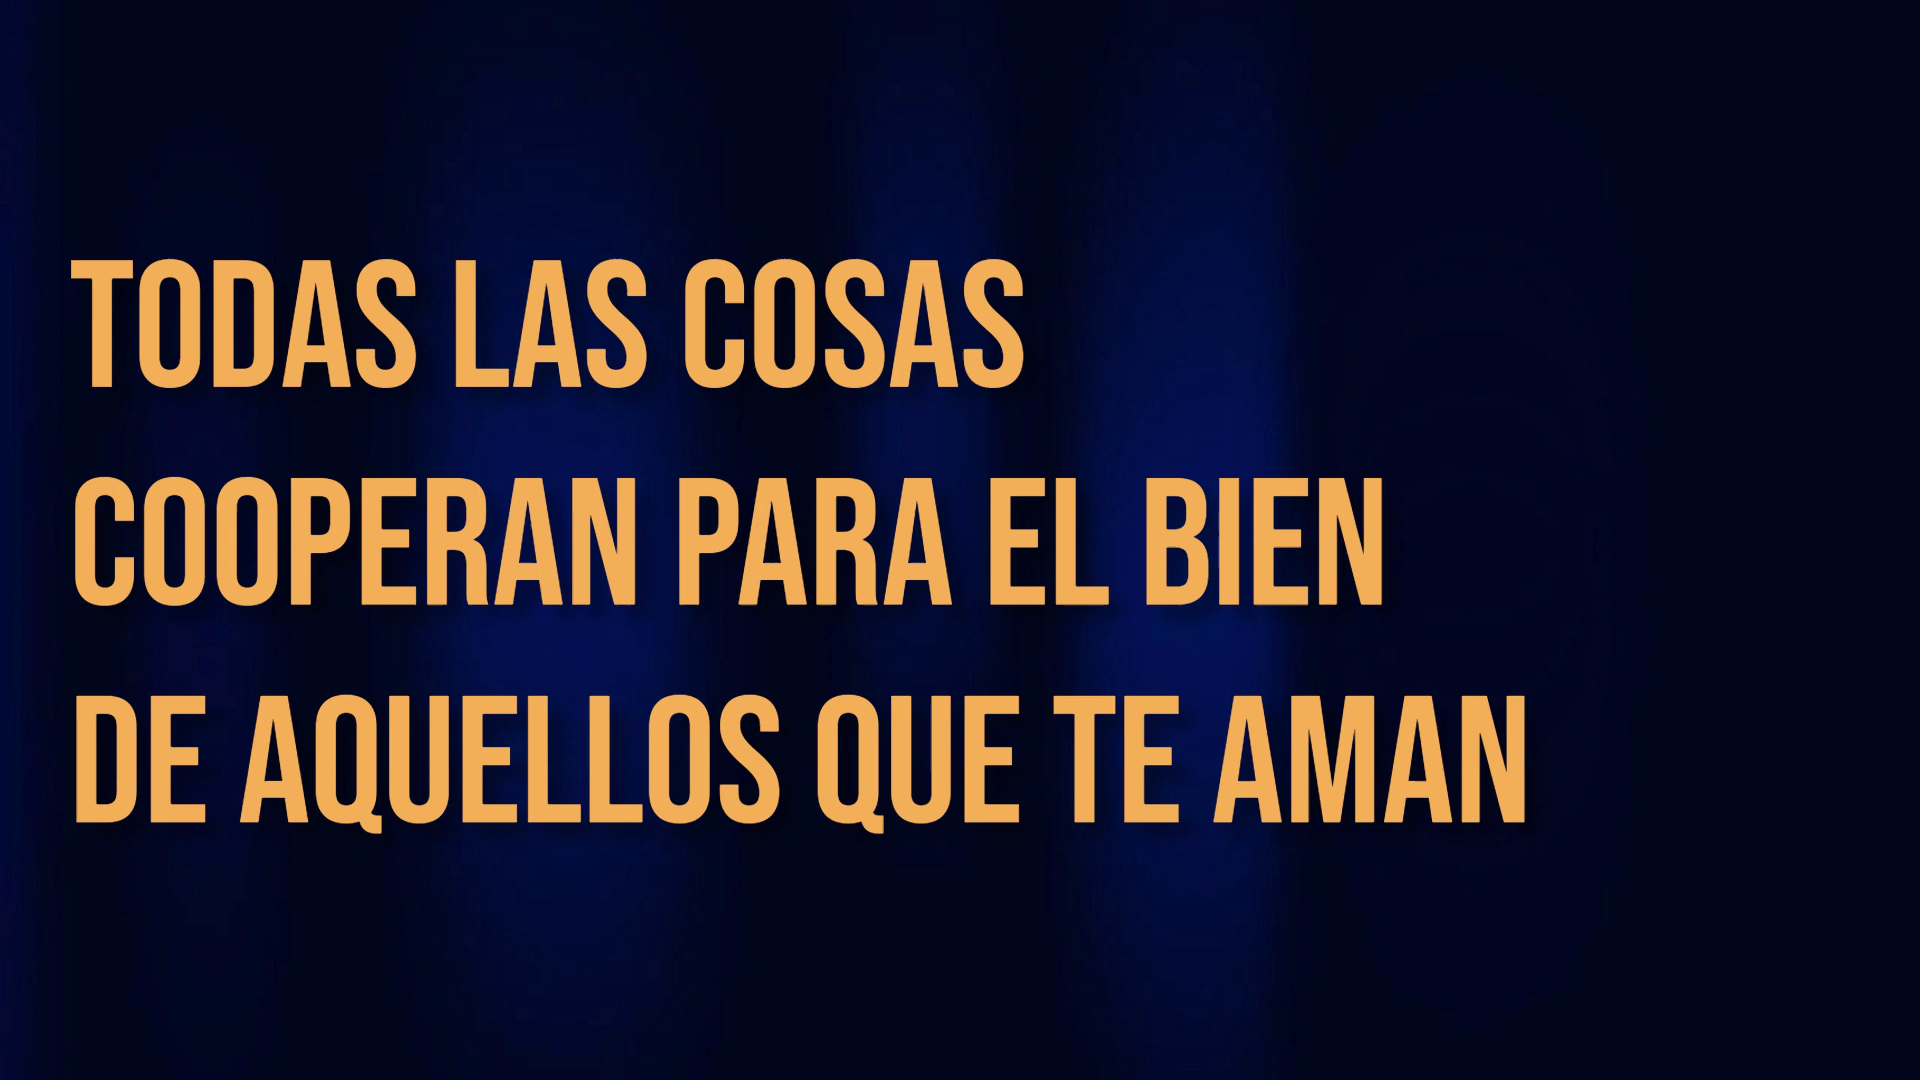 TODAS LAS COSAS
COOPERAN PARA EL BIEN
DE AQUELLOS QUE TE AMAN